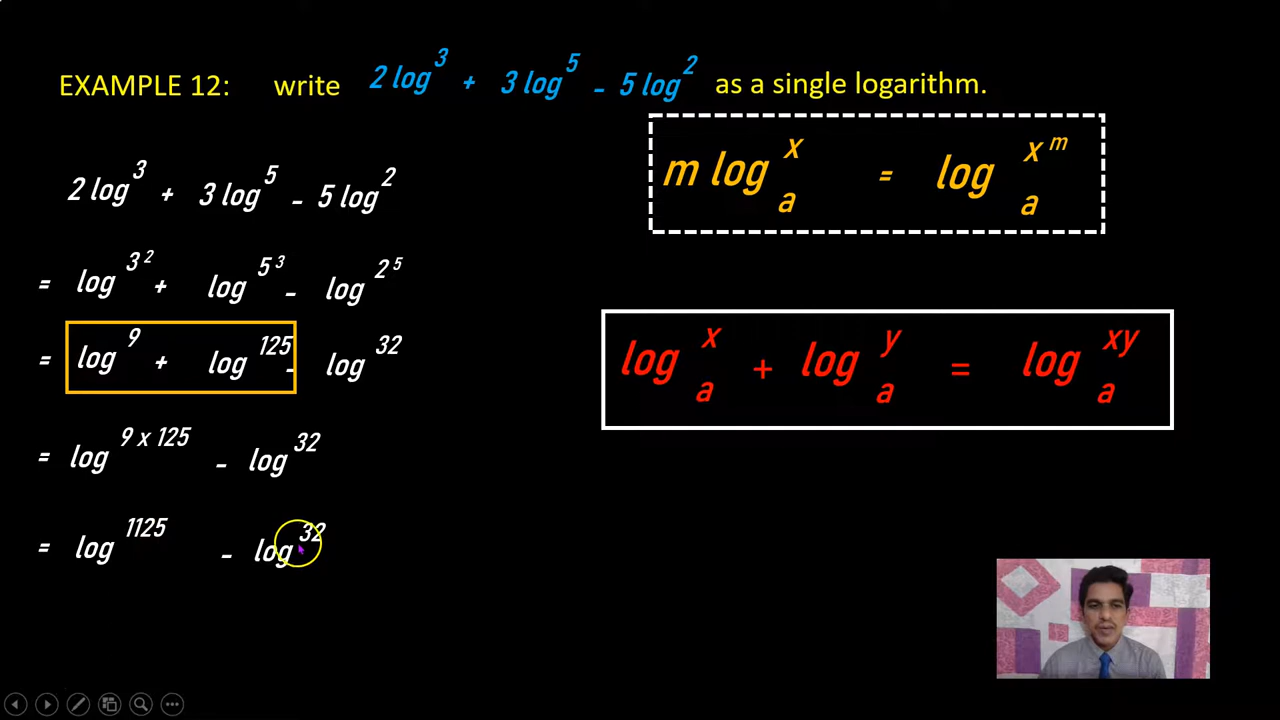 EXAMPLE 12: write 2 log 3 + 3 log 5 - 5 log 2 as a single logarithm.
m log x a = log x m a
2 log 3 + 3 log 5 - 5 log 2
= log 3 2 + log 5 3 - log 2 5
= log 9 + log 125 - log 32
log x a + log y a = log xy a
= log 9 x 125 - log 32
= log 1125 - log 32